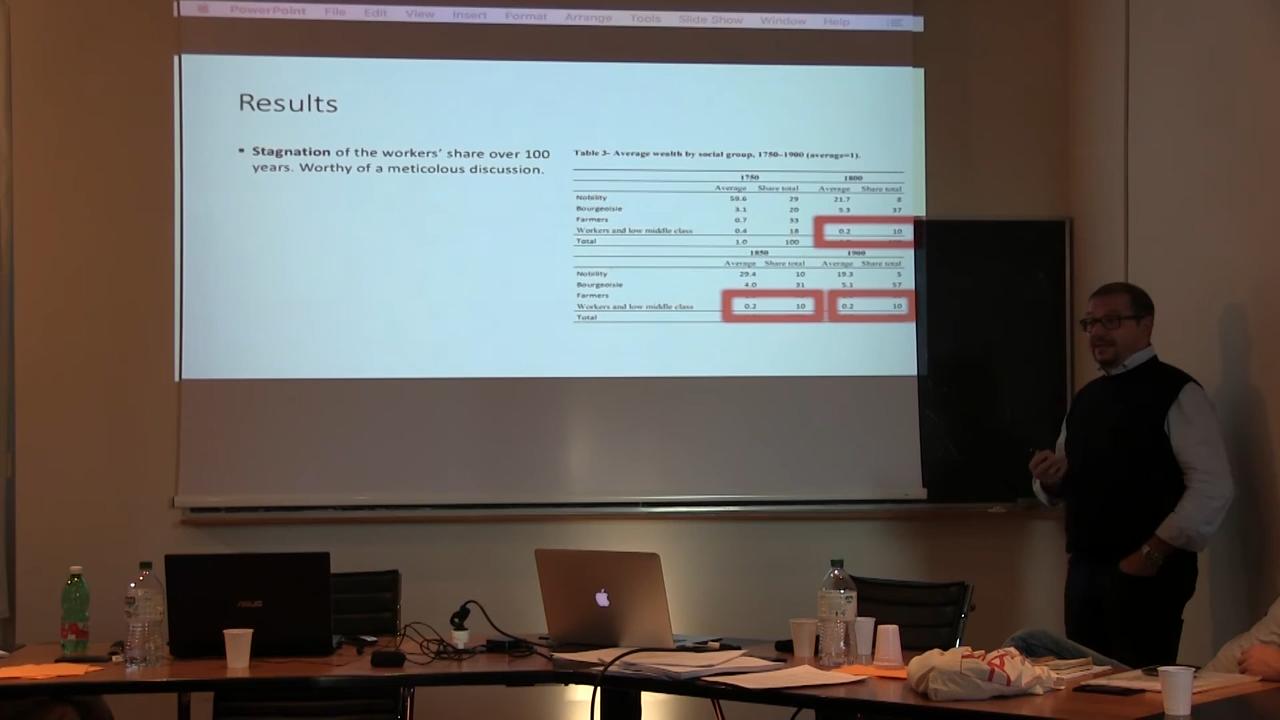 PowerPoint File Edit View Insert Format Arrange Tools Slide Show Window Help
Results
▪ Stagnation of the workers' share over 100
years. Worthy of a meticolous discussion.
Table 3- Average wealth by social group, 1750–1900 (average=1).
1750 1800
Average Share total Average Share total
Nobility 59.6 29 21.7 8
Bourgeoisie 3.1 20 5.3 37
Farmers 0.7 33
Workers and low middle class 0.4 18 0.2 10
Total 1.0 100
1850 1900
Average Share total Average Share total
Nobility 29.4 10 19.3 5
Bourgeoisie 4.0 31 5.1 57
Farmers
Workers and low middle class 0.2 10 0.2 10
Total
ASUS